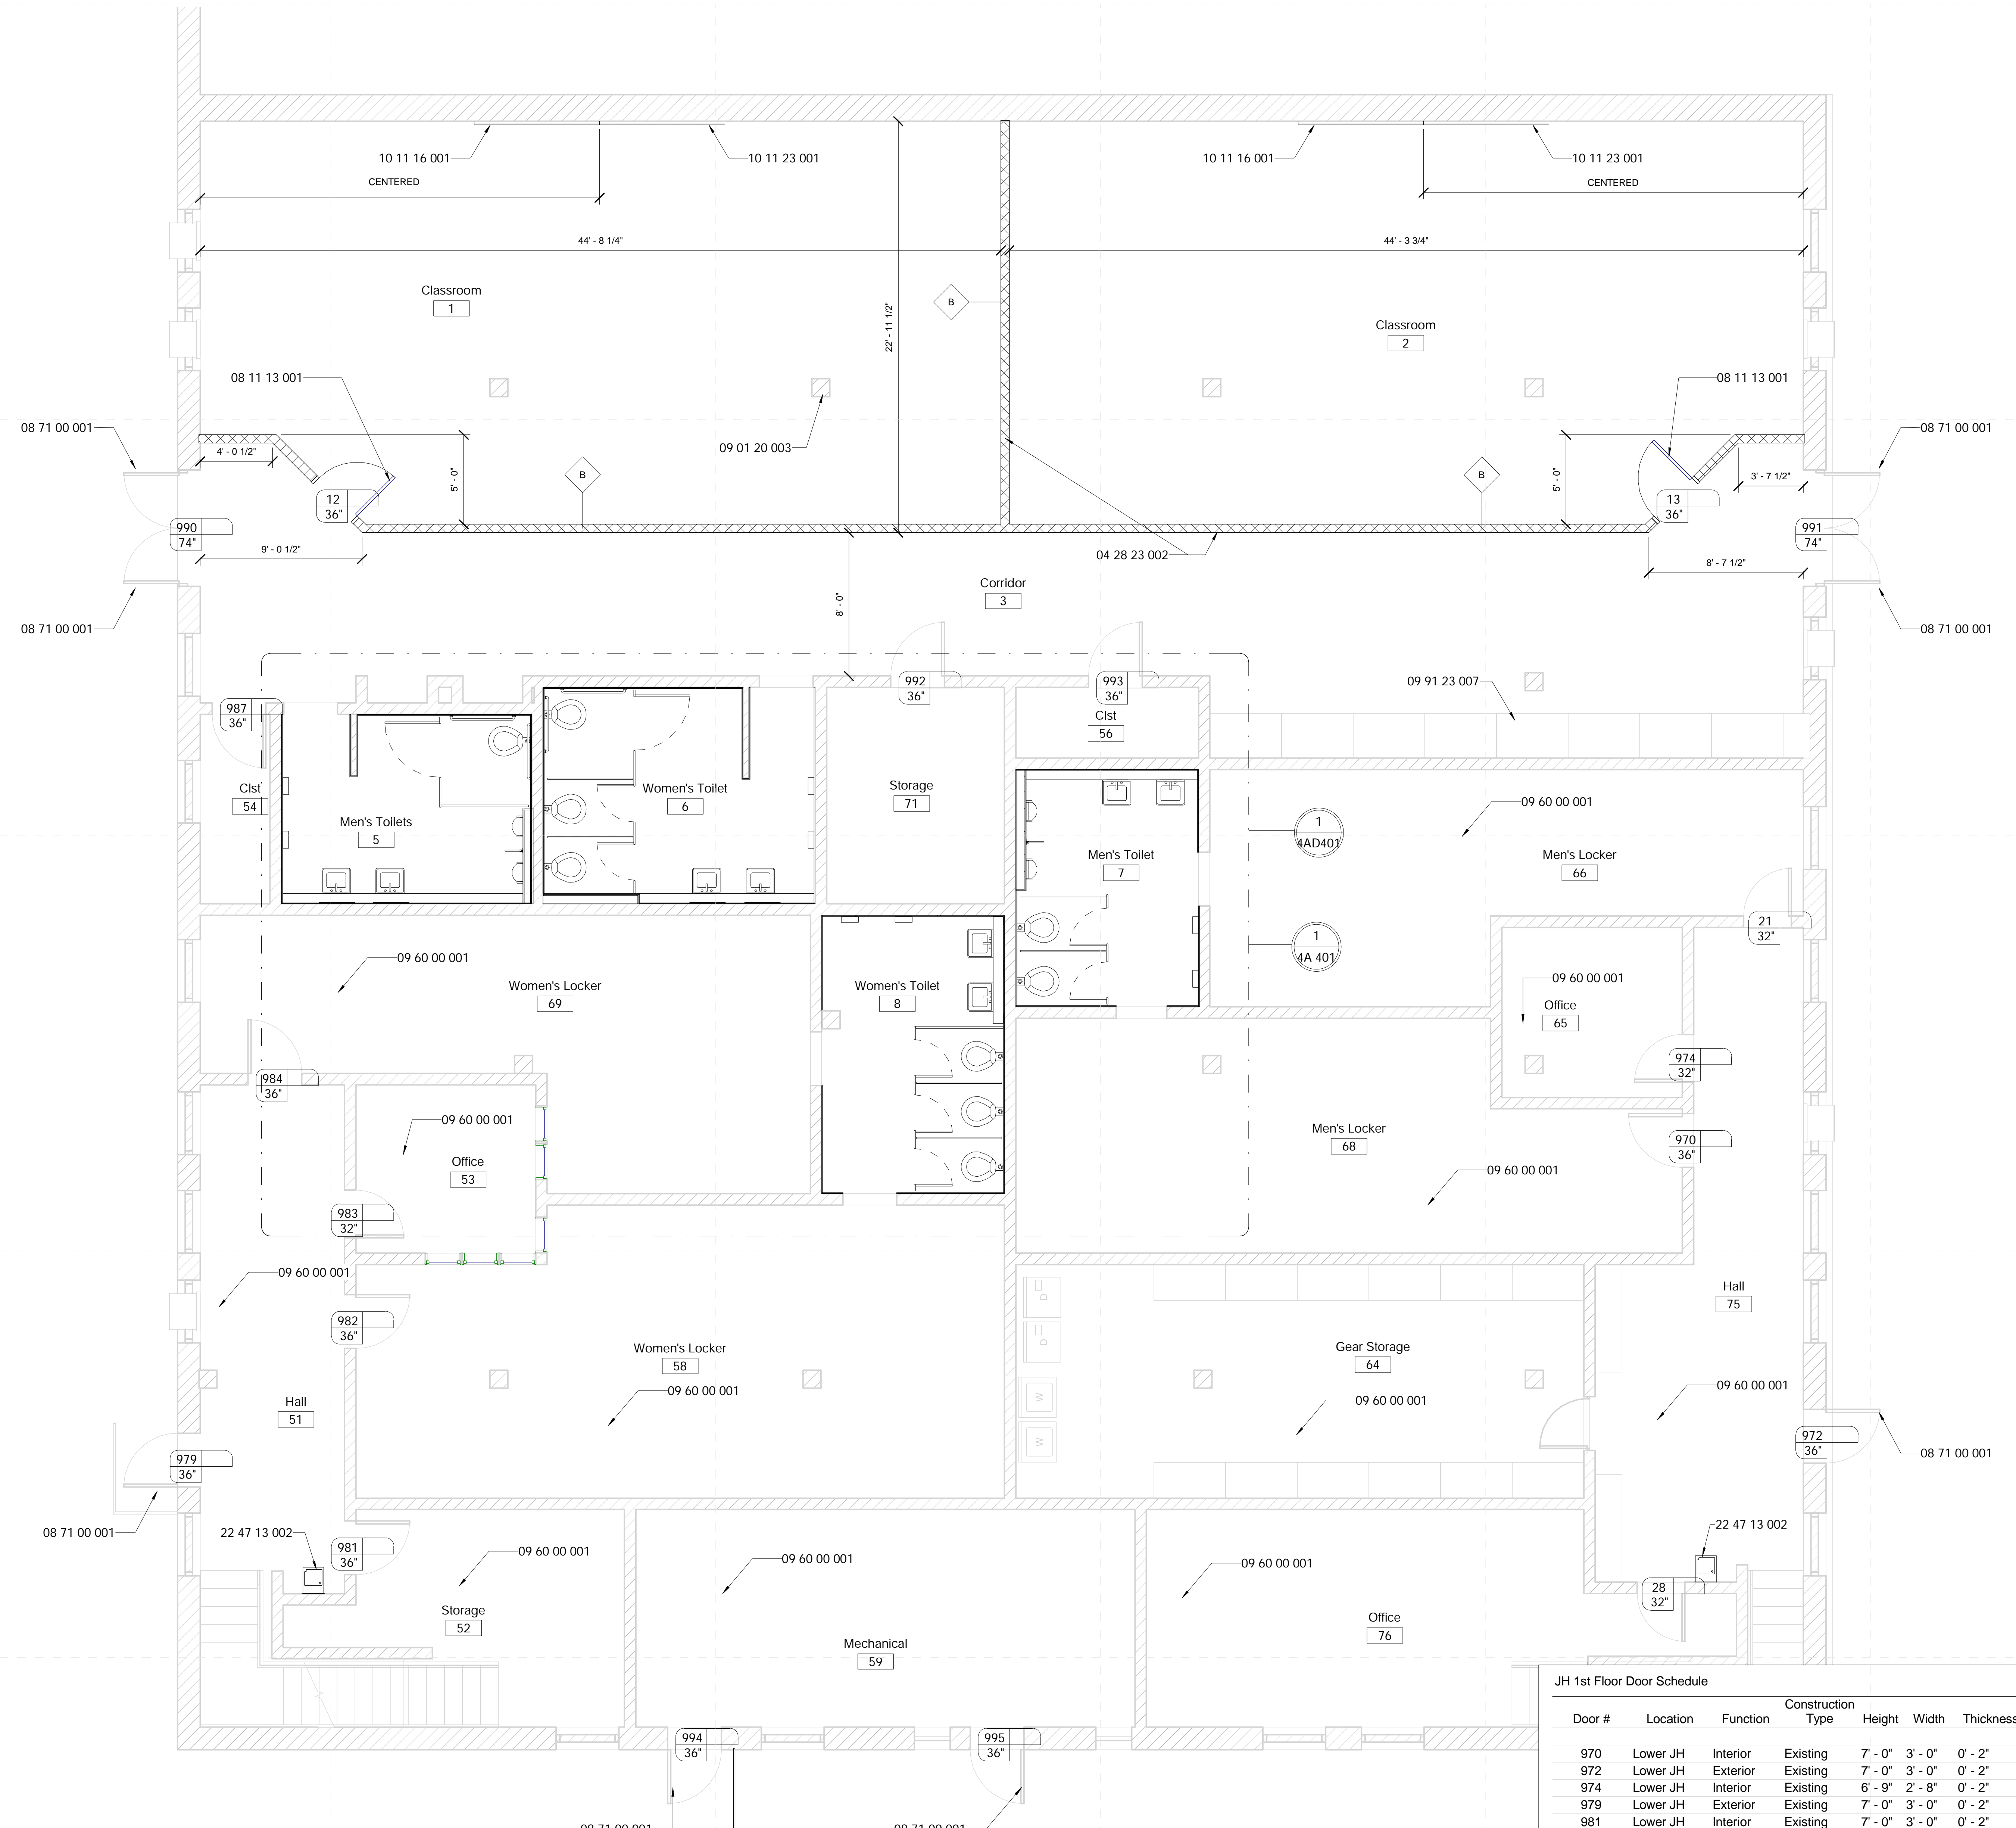 10 11 16 001
10 11 23 001
10 11 16 001
10 11 23 001
CENTERED
CENTERED
44' - 8 1/4"
44' - 3 3/4"
Classroom
1
B
22' - 11 1/2"
Classroom
2
08 11 13 001
08 11 13 001
08 71 00 001
08 71 00 001
09 01 20 003
4' - 0 1/2"
5' - 0"
B
B
5' - 0"
3' - 7 1/2"
12
36"
13
36"
990
74"
991
74"
9' - 0 1/2"
04 28 23 002
8' - 7 1/2"
Corridor
3
8' - 0"
08 71 00 001
08 71 00 001
992
36"
993
36"
09 91 23 007
987
36"
Clst
56
Clst
54
Women's Toilet
6
Storage
71
Men's Toilets
5
09 60 00 001
1
4AD401
Men's Toilet
7
Men's Locker
66
21
32"
1
4A 401
09 60 00 001
Women's Locker
69
Women's Toilet
8
09 60 00 001
Office
65
974
32"
984
36"
09 60 00 001
Office
53
Men's Locker
68
970
36"
09 60 00 001
983
32"
09 60 00 001
982
36"
Hall
75
Women's Locker
58
09 60 00 001
Gear Storage
64
09 60 00 001
09 60 00 001
D
D
W
W
Hall
51
979
36"
972
36"
08 71 00 001
08 71 00 001
22 47 13 002
22 47 13 002
981
36"
09 60 00 001
09 60 00 001
09 60 00 001
28
32"
Storage
52
Mechanical
59
Office
76
994
36"
995
36"
08 71 00 001
08 71 00 001
JH 1st Floor Door Schedule
Door # Location Function Construction Type Height Width Thickness
970 Lower JH Interior Existing 7' - 0" 3' - 0" 0' - 2"
972 Lower JH Exterior Existing 7' - 0" 3' - 0" 0' - 2"
974 Lower JH Interior Existing 6' - 9" 2' - 8" 0' - 2"
979 Lower JH Exterior Existing 7' - 0" 3' - 0" 0' - 2"
981 Lower JH Interior Existing 7' - 0" 3' - 0" 0' - 2"